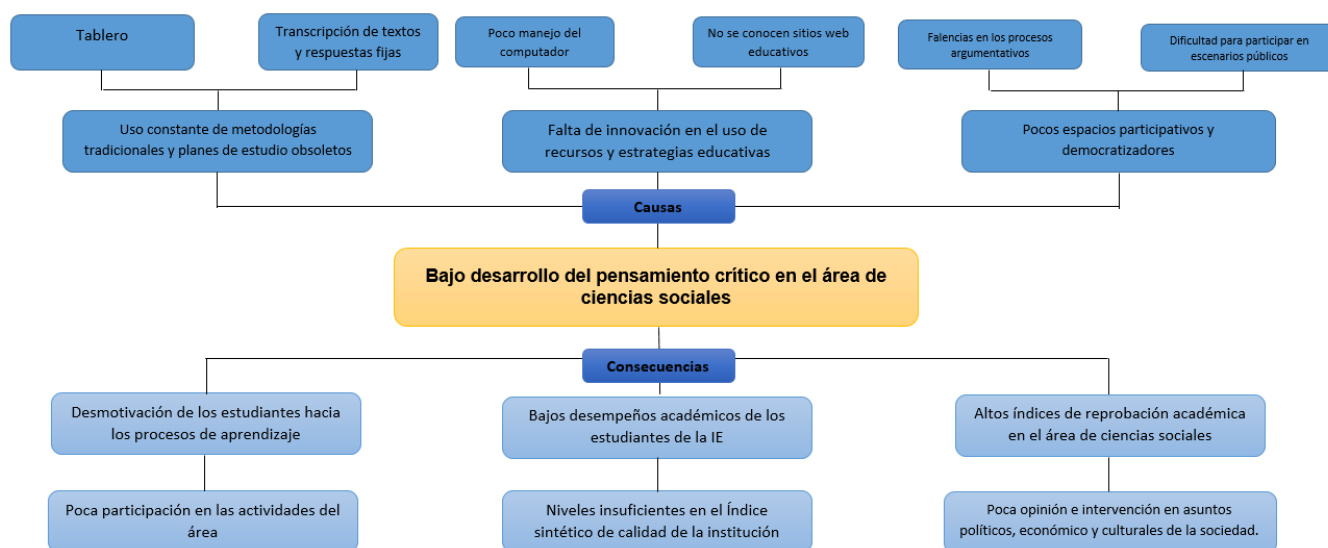 Tablero
Transcripción de textos
y respuestas fijas
Poco manejo del
computador
No se conocen sitios web
educativos
Falencias en los procesos
argumentativos
Dificultad para participar en
escenarios públicos
Uso constante de metodologías
tradicionales y planes de estudio obsoletos
Falta de innovación en el uso de
recursos y estrategias educativas
Pocos espacios participativos y
democratizadores
Causas
Bajo desarrollo del pensamiento crítico en el área de
ciencias sociales
Consecuencias
Desmotivación de los estudiantes hacia
los procesos de aprendizaje
Bajos desempeños académicos de los
estudiantes de la IE
Altos índices de reprobación académica
en el área de ciencias sociales
Poca participación en las actividades del
área
Niveles insuficientes en el Índice
sintético de calidad de la institución
Poca opinión e intervención en asuntos
políticos, económico y culturales de la sociedad.